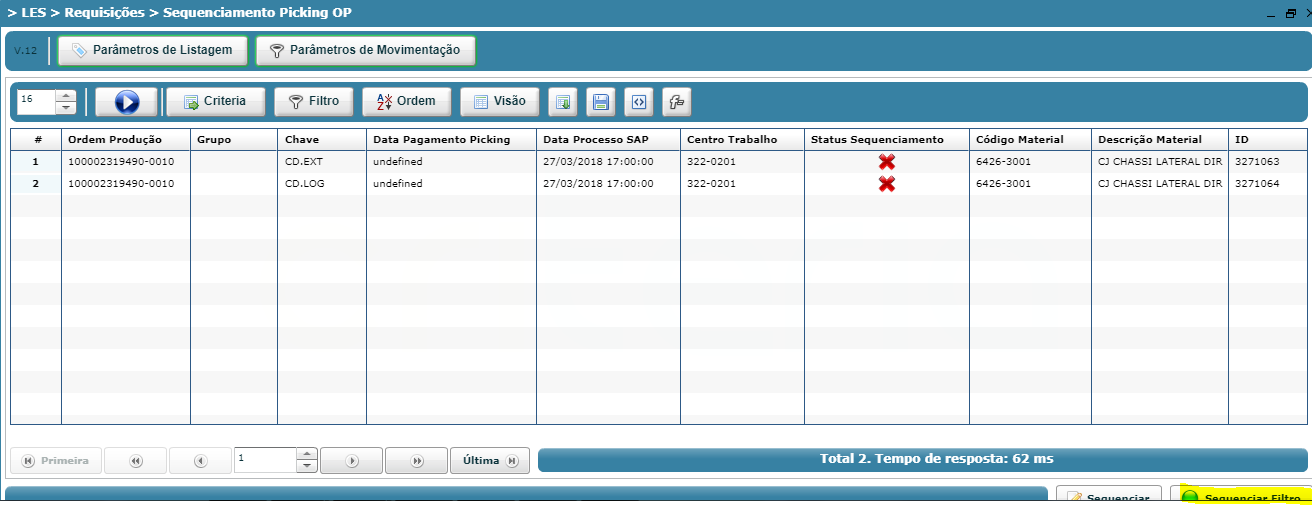 > LES > Requisições > Sequenciamento Picking OP
V.12 Parâmetros de Listagem Parâmetros de Movimentação
16 Criteria Filtro Ordem Visão
# Ordem Produção Grupo Chave Data Pagamento Picking Data Processo SAP Centro Trabalho Status Sequenciamento Código Material Descrição Material ID
1 100002319490-0010 CD.EXT undefined 27/03/2018 17:00:00 322-0201 6426-3001 CJ CHASSI LATERAL DIR 3271063
2 100002319490-0010 CD.LOG undefined 27/03/2018 17:00:00 322-0201 6426-3001 CJ CHASSI LATERAL DIR 3271064
Primeira 1 Última Total 2. Tempo de resposta: 62 ms
Sequenciar Sequenciar Filtro